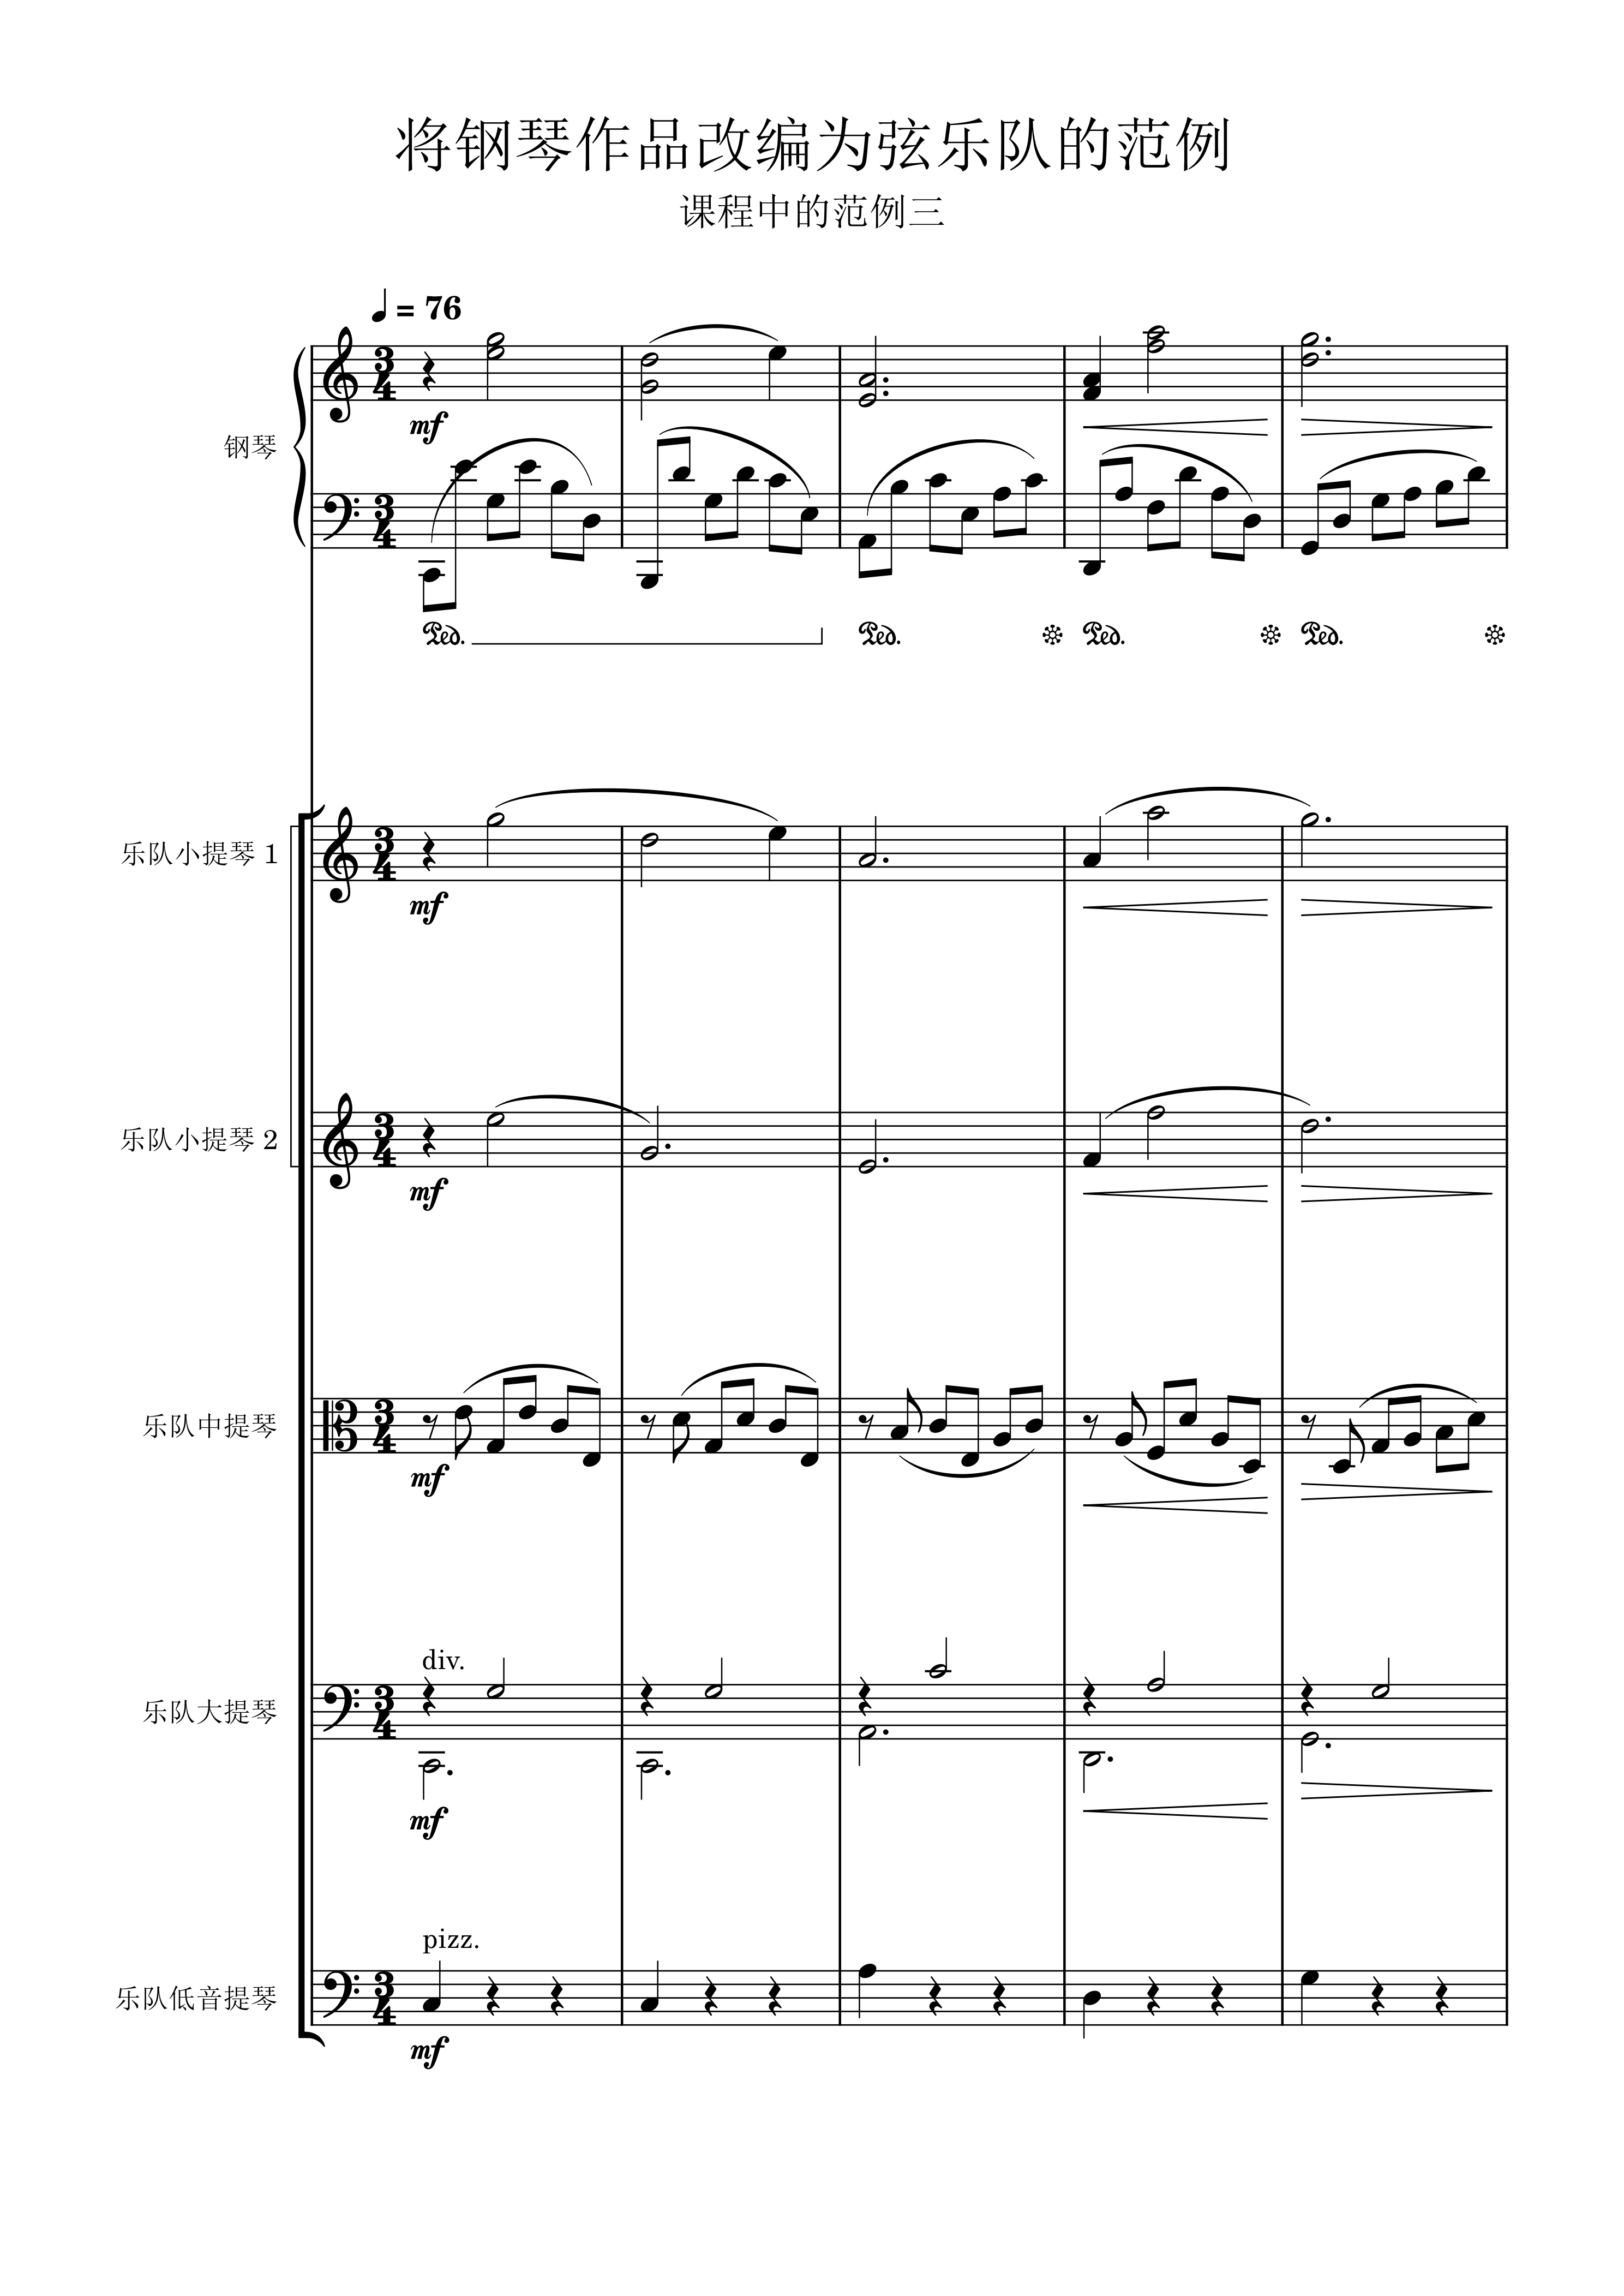 将钢琴作品改编为弦乐队的范例
课程中的范例三
= 76
钢琴
mf
Ped. Ped. Ped. Ped.
乐队小提琴 1
mf
乐队小提琴 2
mf
乐队中提琴
mf
div.
乐队大提琴
mf
pizz.
乐队低音提琴
mf